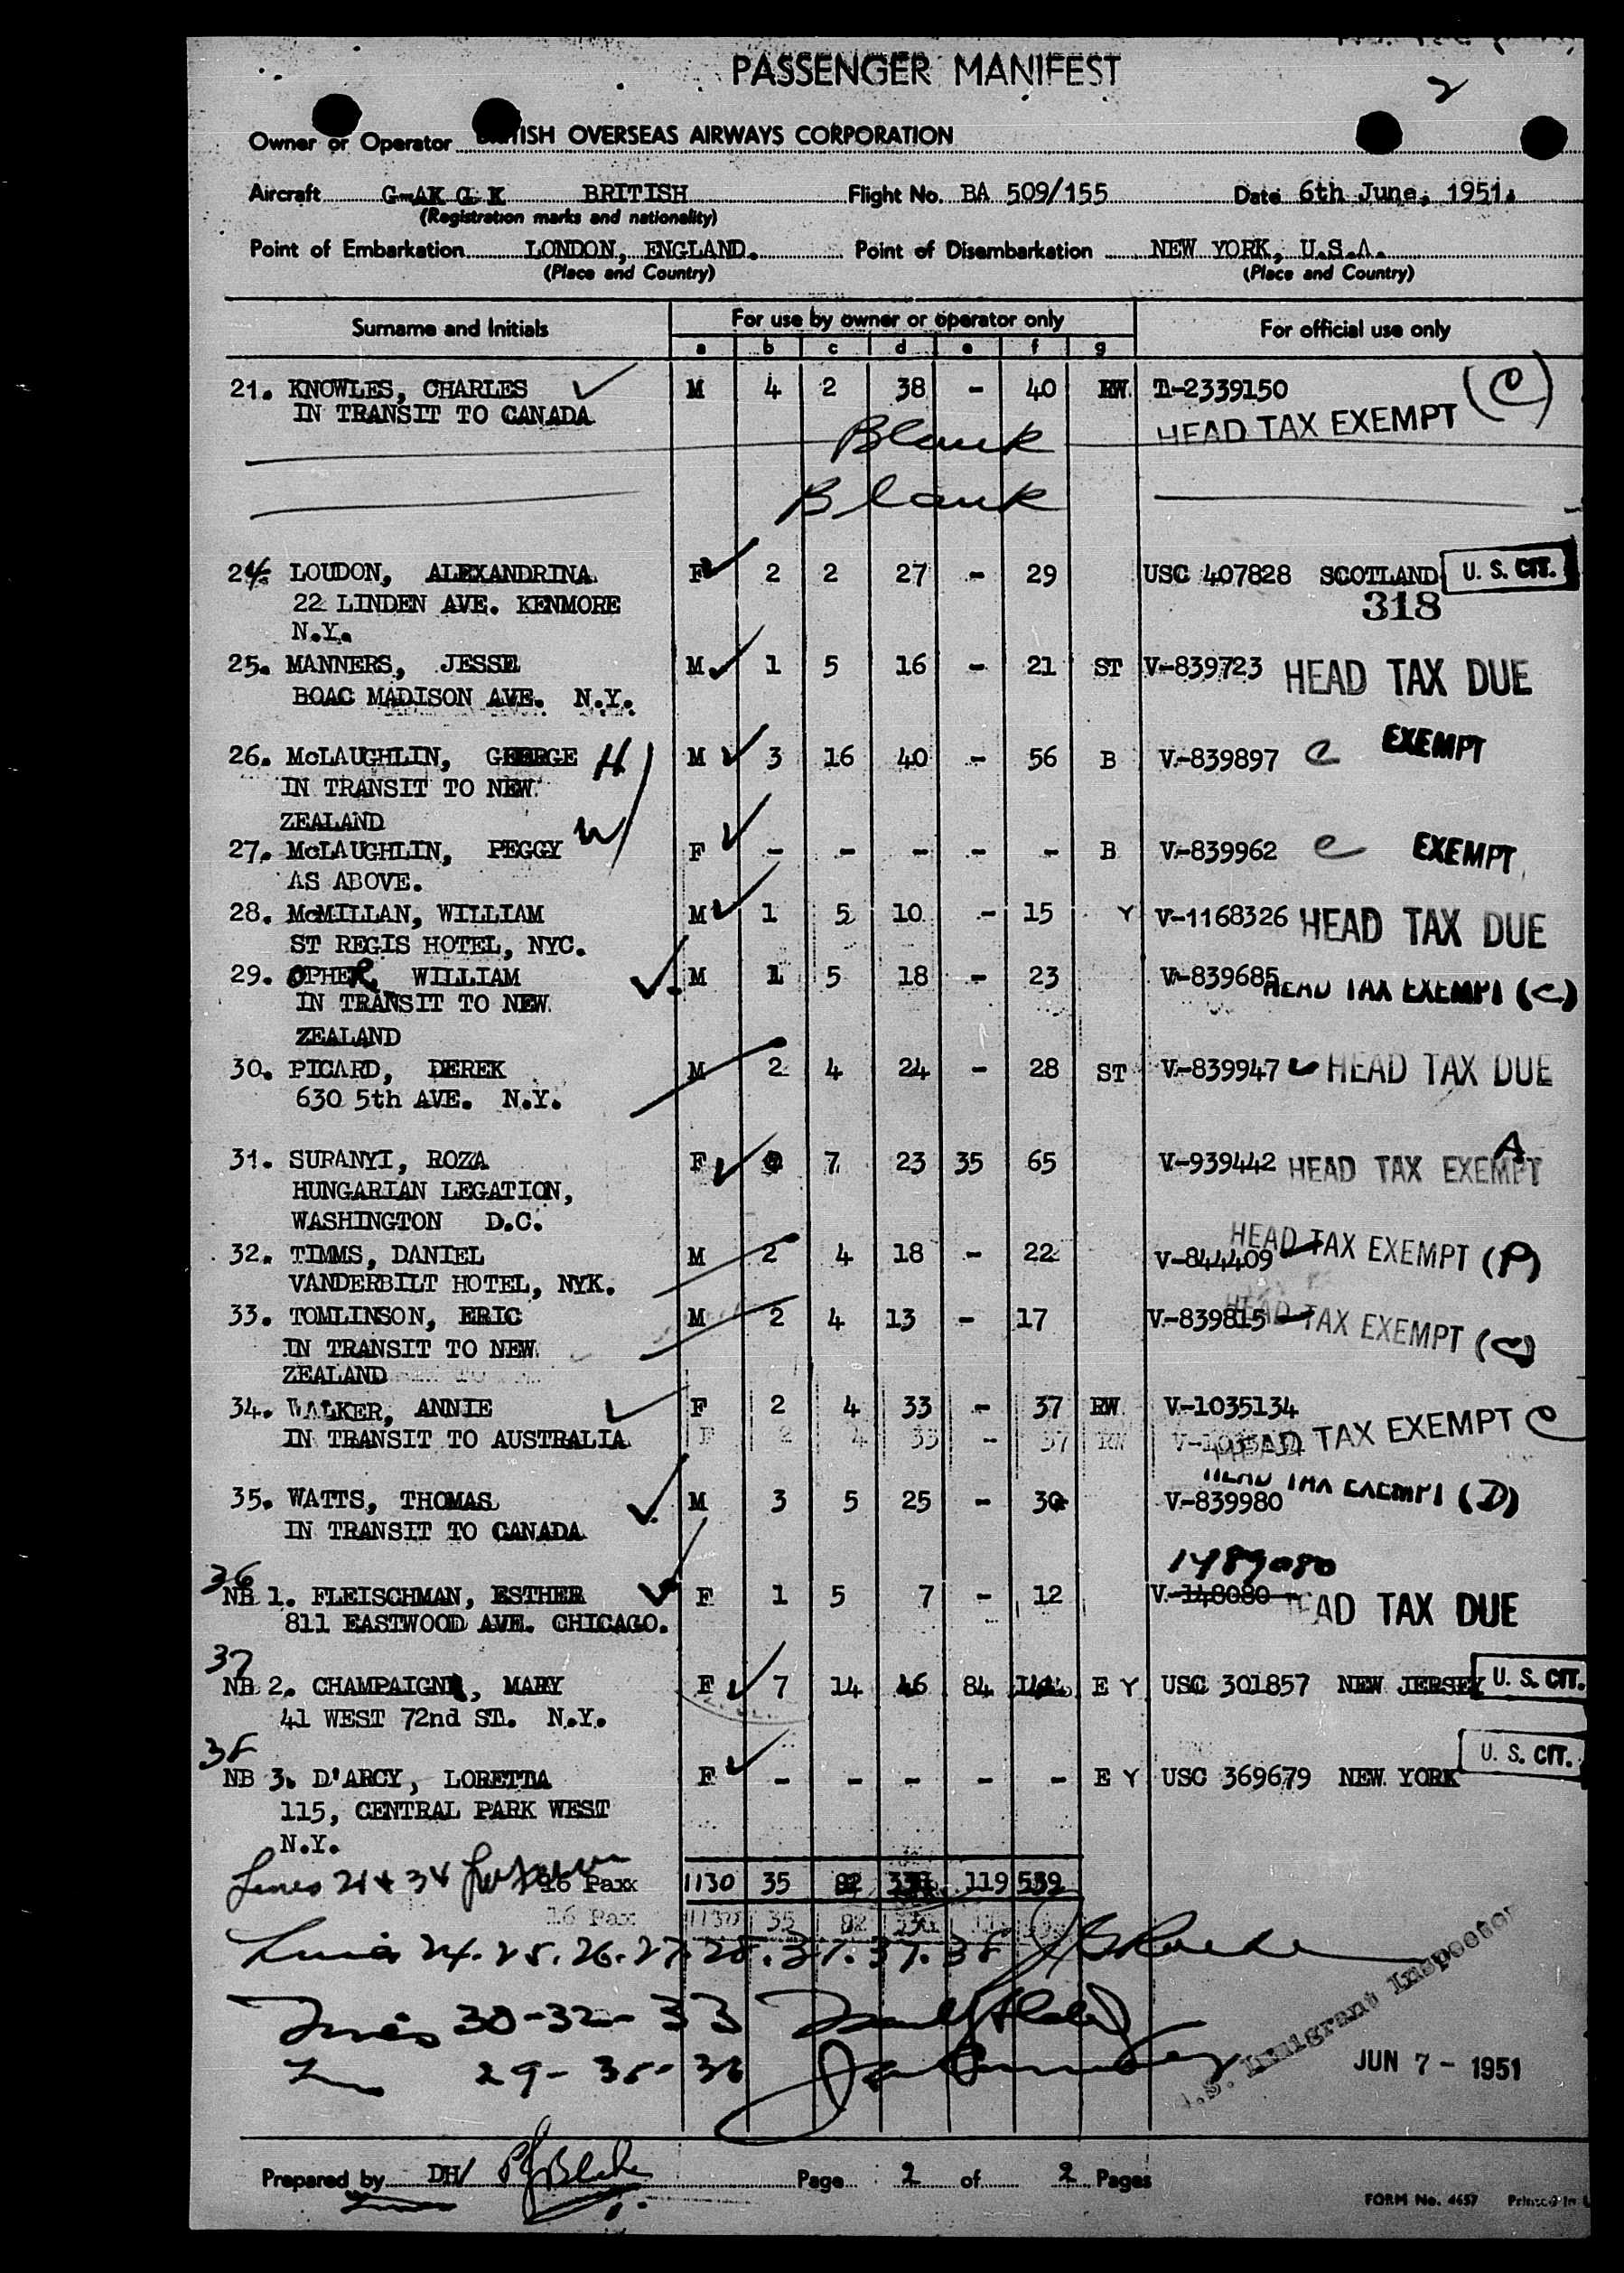 PASSENGER MANIFEST
2
Owner or Operator BRITISH OVERSEAS AIRWAYS CORPORATION
Aircraft G-AK G K BRITISH Flight No. BA 509/155 Date 6th June, 1951.
(Registration marks and nationality)
Point of Embarkation LONDON, ENGLAND. Point of Disembarkation NEW YORK, U.S.A.
(Place and Country) (Place and Country)
Surname and Initials For use by owner or operator only For official use only
a b c d e f g
21. KNOWLES, CHARLES M 4 2 38 - 40 RW T-2339150 (C)
IN TRANSIT TO CANADA HEAD TAX EXEMPT
Blank
Blank
24. LOUDON, ALEXANDRINA F 2 2 27 - 29 USC 407828 SCOTLAND U. S. CIT.
22 LINDEN AVE. KENMORE 318
N.Y.
25. MANNERS, JESSE M 1 5 16 - 21 ST V-839723 HEAD TAX DUE
BOAC MADISON AVE. N.Y.
26. McLAUGHLIN, GEORGE H M 3 16 40 - 56 B V-839897 C EXEMPT
IN TRANSIT TO NEW
ZEALAND
27. McLAUGHLIN, PEGGY W F - - - - - B V-839962 C EXEMPT
AS ABOVE.
28. McMILLAN, WILLIAM M 1 5 10 - 15 Y V-1168326 HEAD TAX DUE
ST REGIS HOTEL, NYC.
29. OPHER, WILLIAM M 1 5 18 - 23 V-839685 HEAD TAX EXEMPT (C)
IN TRANSIT TO NEW
ZEALAND
30. PICARD, DEREK M 2 4 24 - 28 ST V-839947 HEAD TAX DUE
630 5th AVE. N.Y.
31. SURANYI, ROZA F 7 23 35 65 V-939442 HEAD TAX EXEMPT A
HUNGARIAN LEGATION,
WASHINGTON D.C.
32. TIMMS, DANIEL M 2 4 18 - 22 V-844409 HEAD TAX EXEMPT (P)
VANDERBILT HOTEL, NYK.
33. TOMLINSON, ERIC M 2 4 13 - 17 V-839815 HEAD TAX EXEMPT (C)
IN TRANSIT TO NEW
ZEALAND
34. WALKER, ANNIE F 2 4 33 - 37 RW V-1035134
IN TRANSIT TO AUSTRALIA F 2 4 33 - 37 RW HEAD TAX EXEMPT C
35. WATTS, THOMAS M 3 5 25 - 30 V-839980 HEAD TAX EXEMPT (D)
IN TRANSIT TO CANADA
36 1489080
NB 1. FLEISCHMAN, ESTHER F 1 5 7 - 12 V-148080 HEAD TAX DUE
811 EASTWOOD AVE. CHICAGO.
37
NB 2. CHAMPAIGN, MARY F 7 14 46 84 144 E Y USC 301857 NEW JERSEY U. S. CIT.
41 WEST 72nd ST. N.Y.
38
NB 3. D'ARCY, LORETTA F - - - - - E Y USC 369679 NEW YORK U. S. CIT.
115, CENTRAL PARK WEST
N.Y.
Lines 21 & 34 16 Pax 1130 35 82 338 119 539
16 Pax 1130 35 82
Lines 24. 25. 26. 27. 28. 31. 37. 38
Lines 30-32-33
29-35-36
U.S. Immigrant Inspector
JUN 7 - 1951
Prepared by DH/ Page 2 of 2 Pages
FORM No. 4657 Printed in